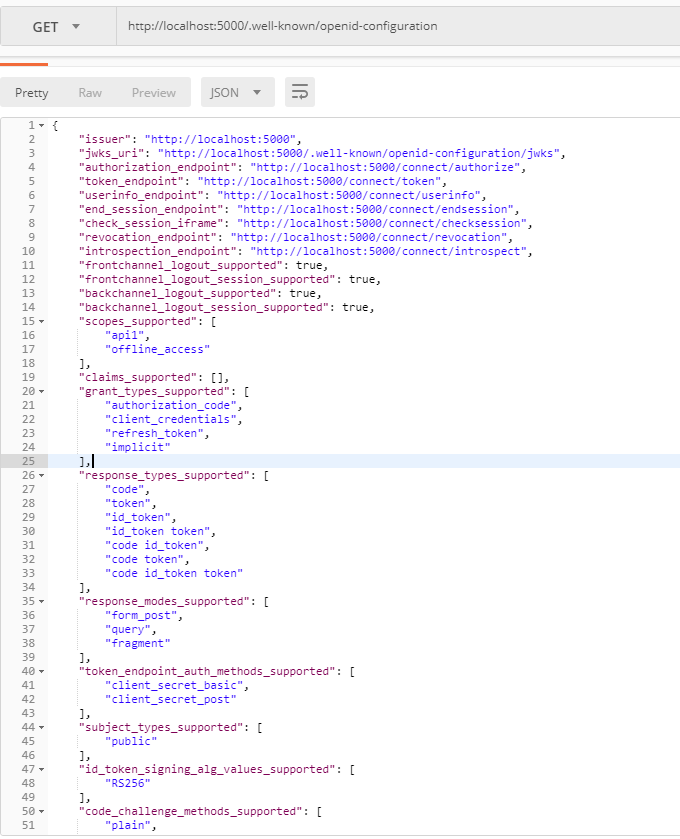 GET http://localhost:5000/.well-known/openid-configuration
Pretty Raw Preview JSON
1 {
2 "issuer": "http://localhost:5000",
3 "jwks_uri": "http://localhost:5000/.well-known/openid-configuration/jwks",
4 "authorization_endpoint": "http://localhost:5000/connect/authorize",
5 "token_endpoint": "http://localhost:5000/connect/token",
6 "userinfo_endpoint": "http://localhost:5000/connect/userinfo",
7 "end_session_endpoint": "http://localhost:5000/connect/endsession",
8 "check_session_iframe": "http://localhost:5000/connect/checksession",
9 "revocation_endpoint": "http://localhost:5000/connect/revocation",
10 "introspection_endpoint": "http://localhost:5000/connect/introspect",
11 "frontchannel_logout_supported": true,
12 "frontchannel_logout_session_supported": true,
13 "backchannel_logout_supported": true,
14 "backchannel_logout_session_supported": true,
15 "scopes_supported": [
16 "api1",
17 "offline_access"
18 ],
19 "claims_supported": [],
20 "grant_types_supported": [
21 "authorization_code",
22 "client_credentials",
23 "refresh_token",
24 "implicit"
25 ],
26 "response_types_supported": [
27 "code",
28 "token",
29 "id_token",
30 "id_token token",
31 "code id_token",
32 "code token",
33 "code id_token token"
34 ],
35 "response_modes_supported": [
36 "form_post",
37 "query",
38 "fragment"
39 ],
40 "token_endpoint_auth_methods_supported": [
41 "client_secret_basic",
42 "client_secret_post"
43 ],
44 "subject_types_supported": [
45 "public"
46 ],
47 "id_token_signing_alg_values_supported": [
48 "RS256"
49 ],
50 "code_challenge_methods_supported": [
51 "plain",